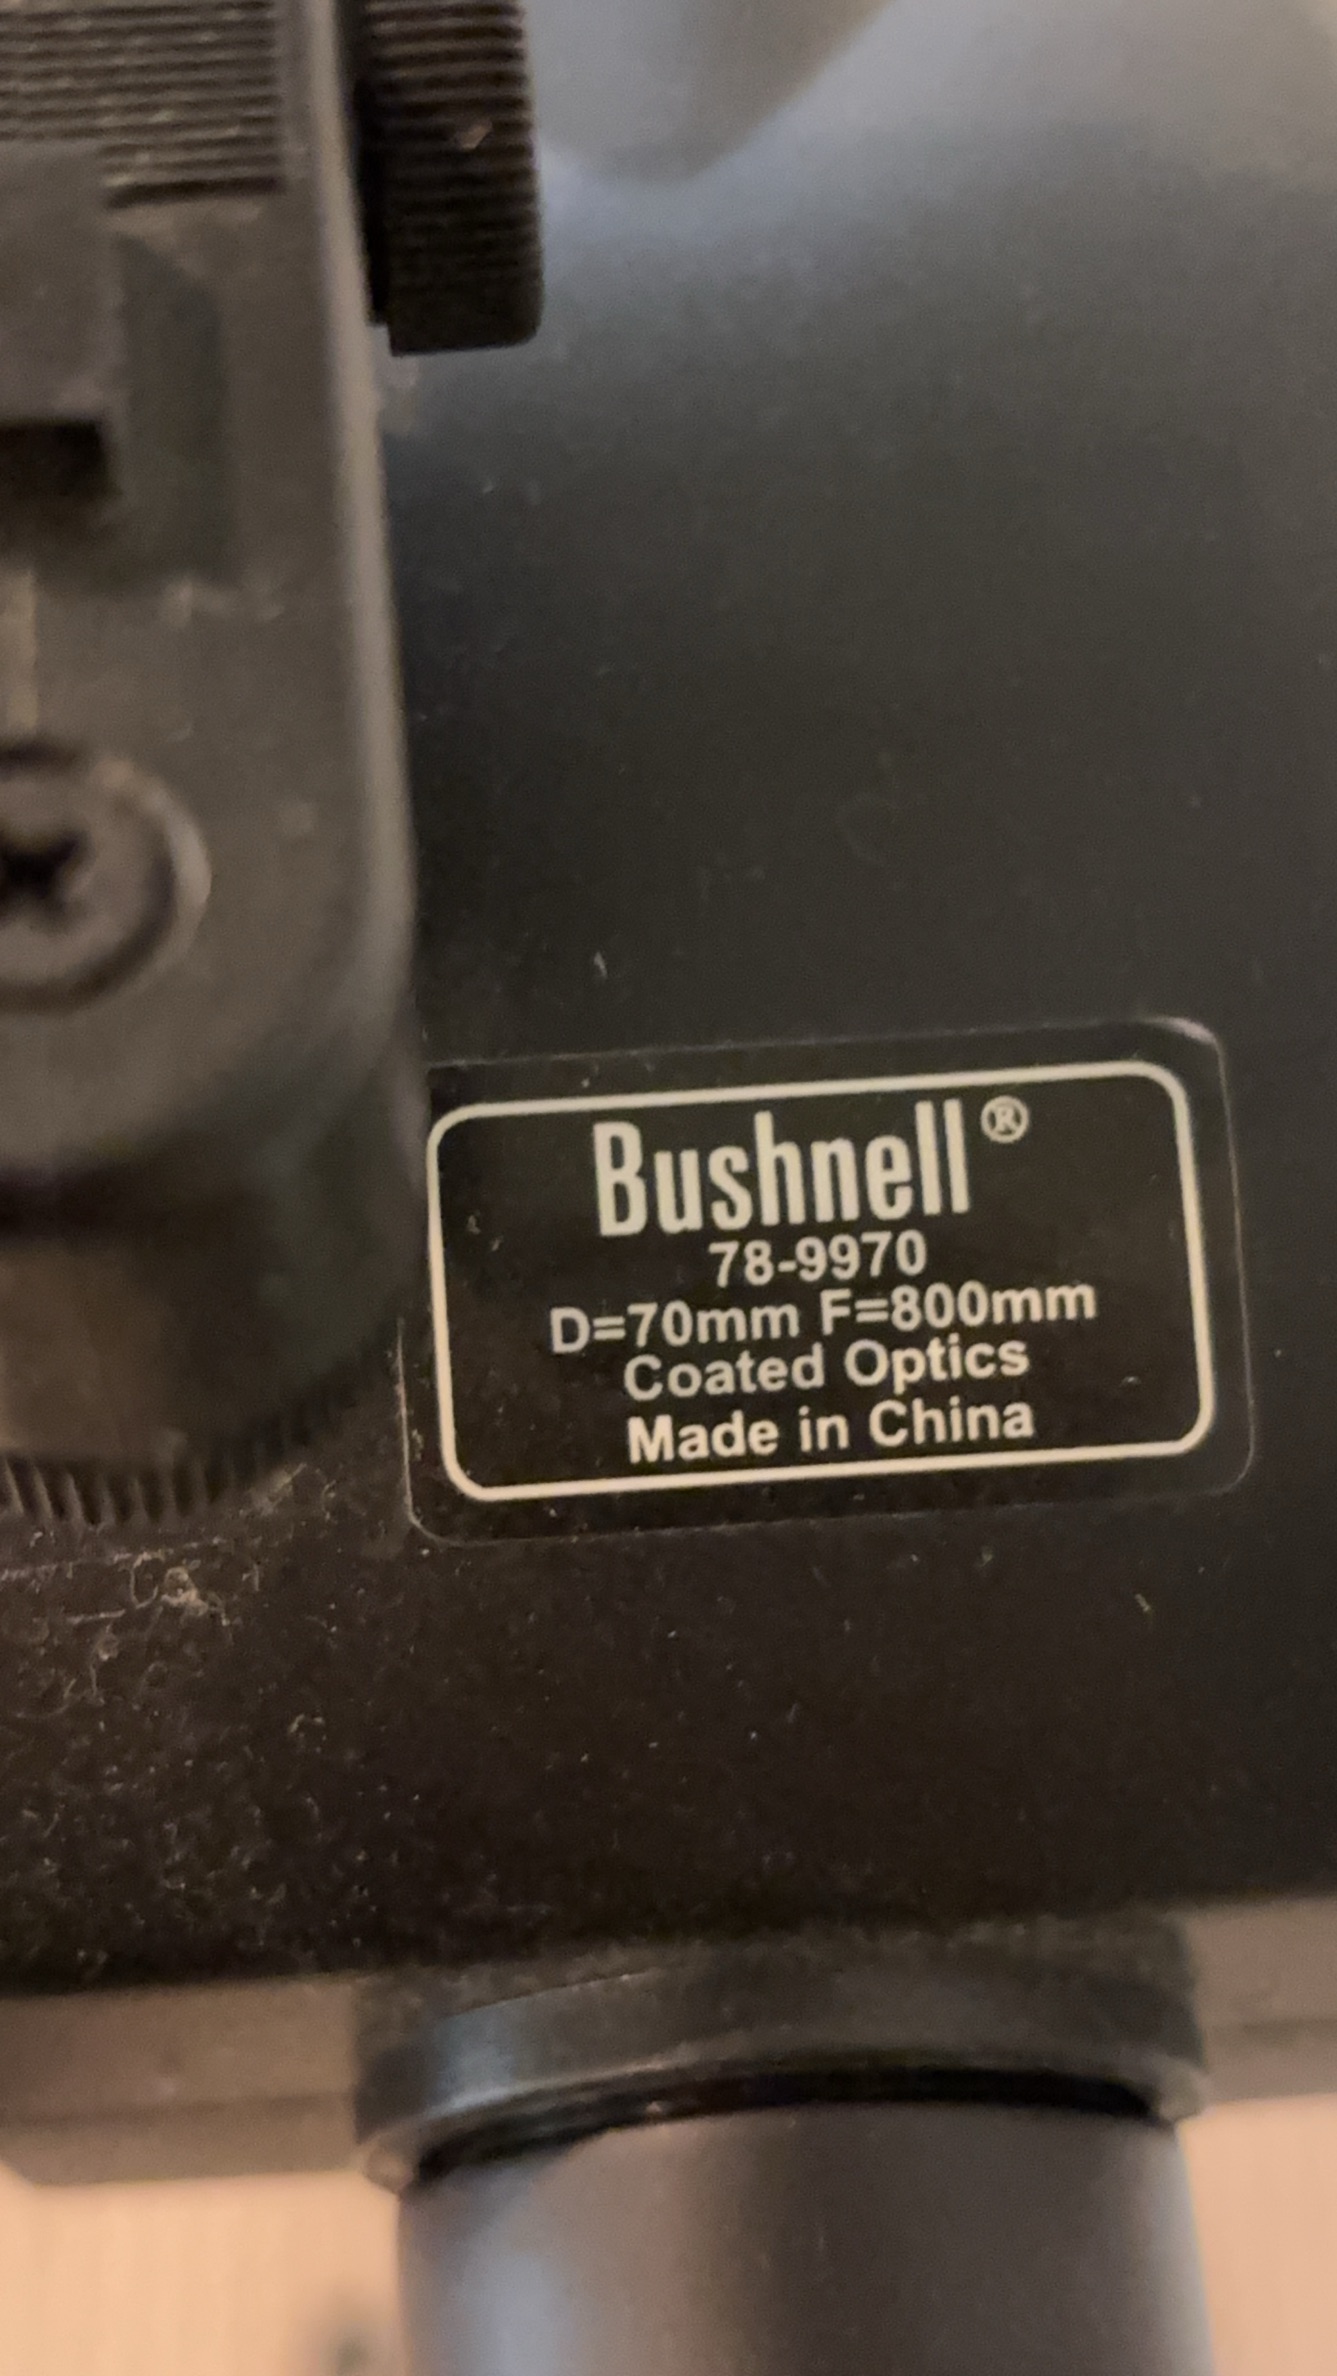 Bushnell®
78-9970
D=70mm F=800mm
Coated Optics
Made in China